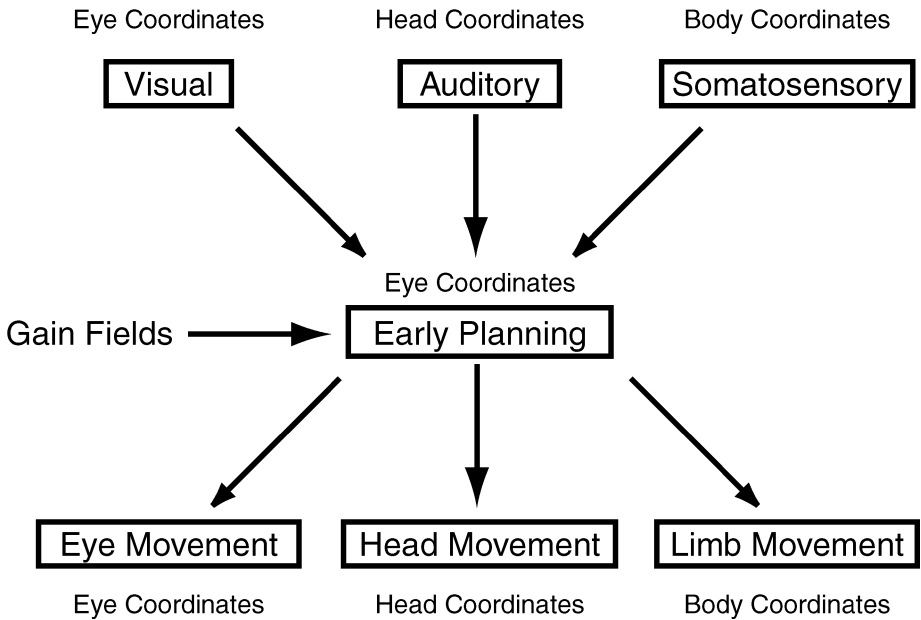 Eye Coordinates
Head Coordinates
Body Coordinates
Visual
Auditory
Somatosensory
Eye Coordinates
Gain Fields
Early Planning
Eye Movement
Head Movement
Limb Movement
Eye Coordinates
Head Coordinates
Body Coordinates